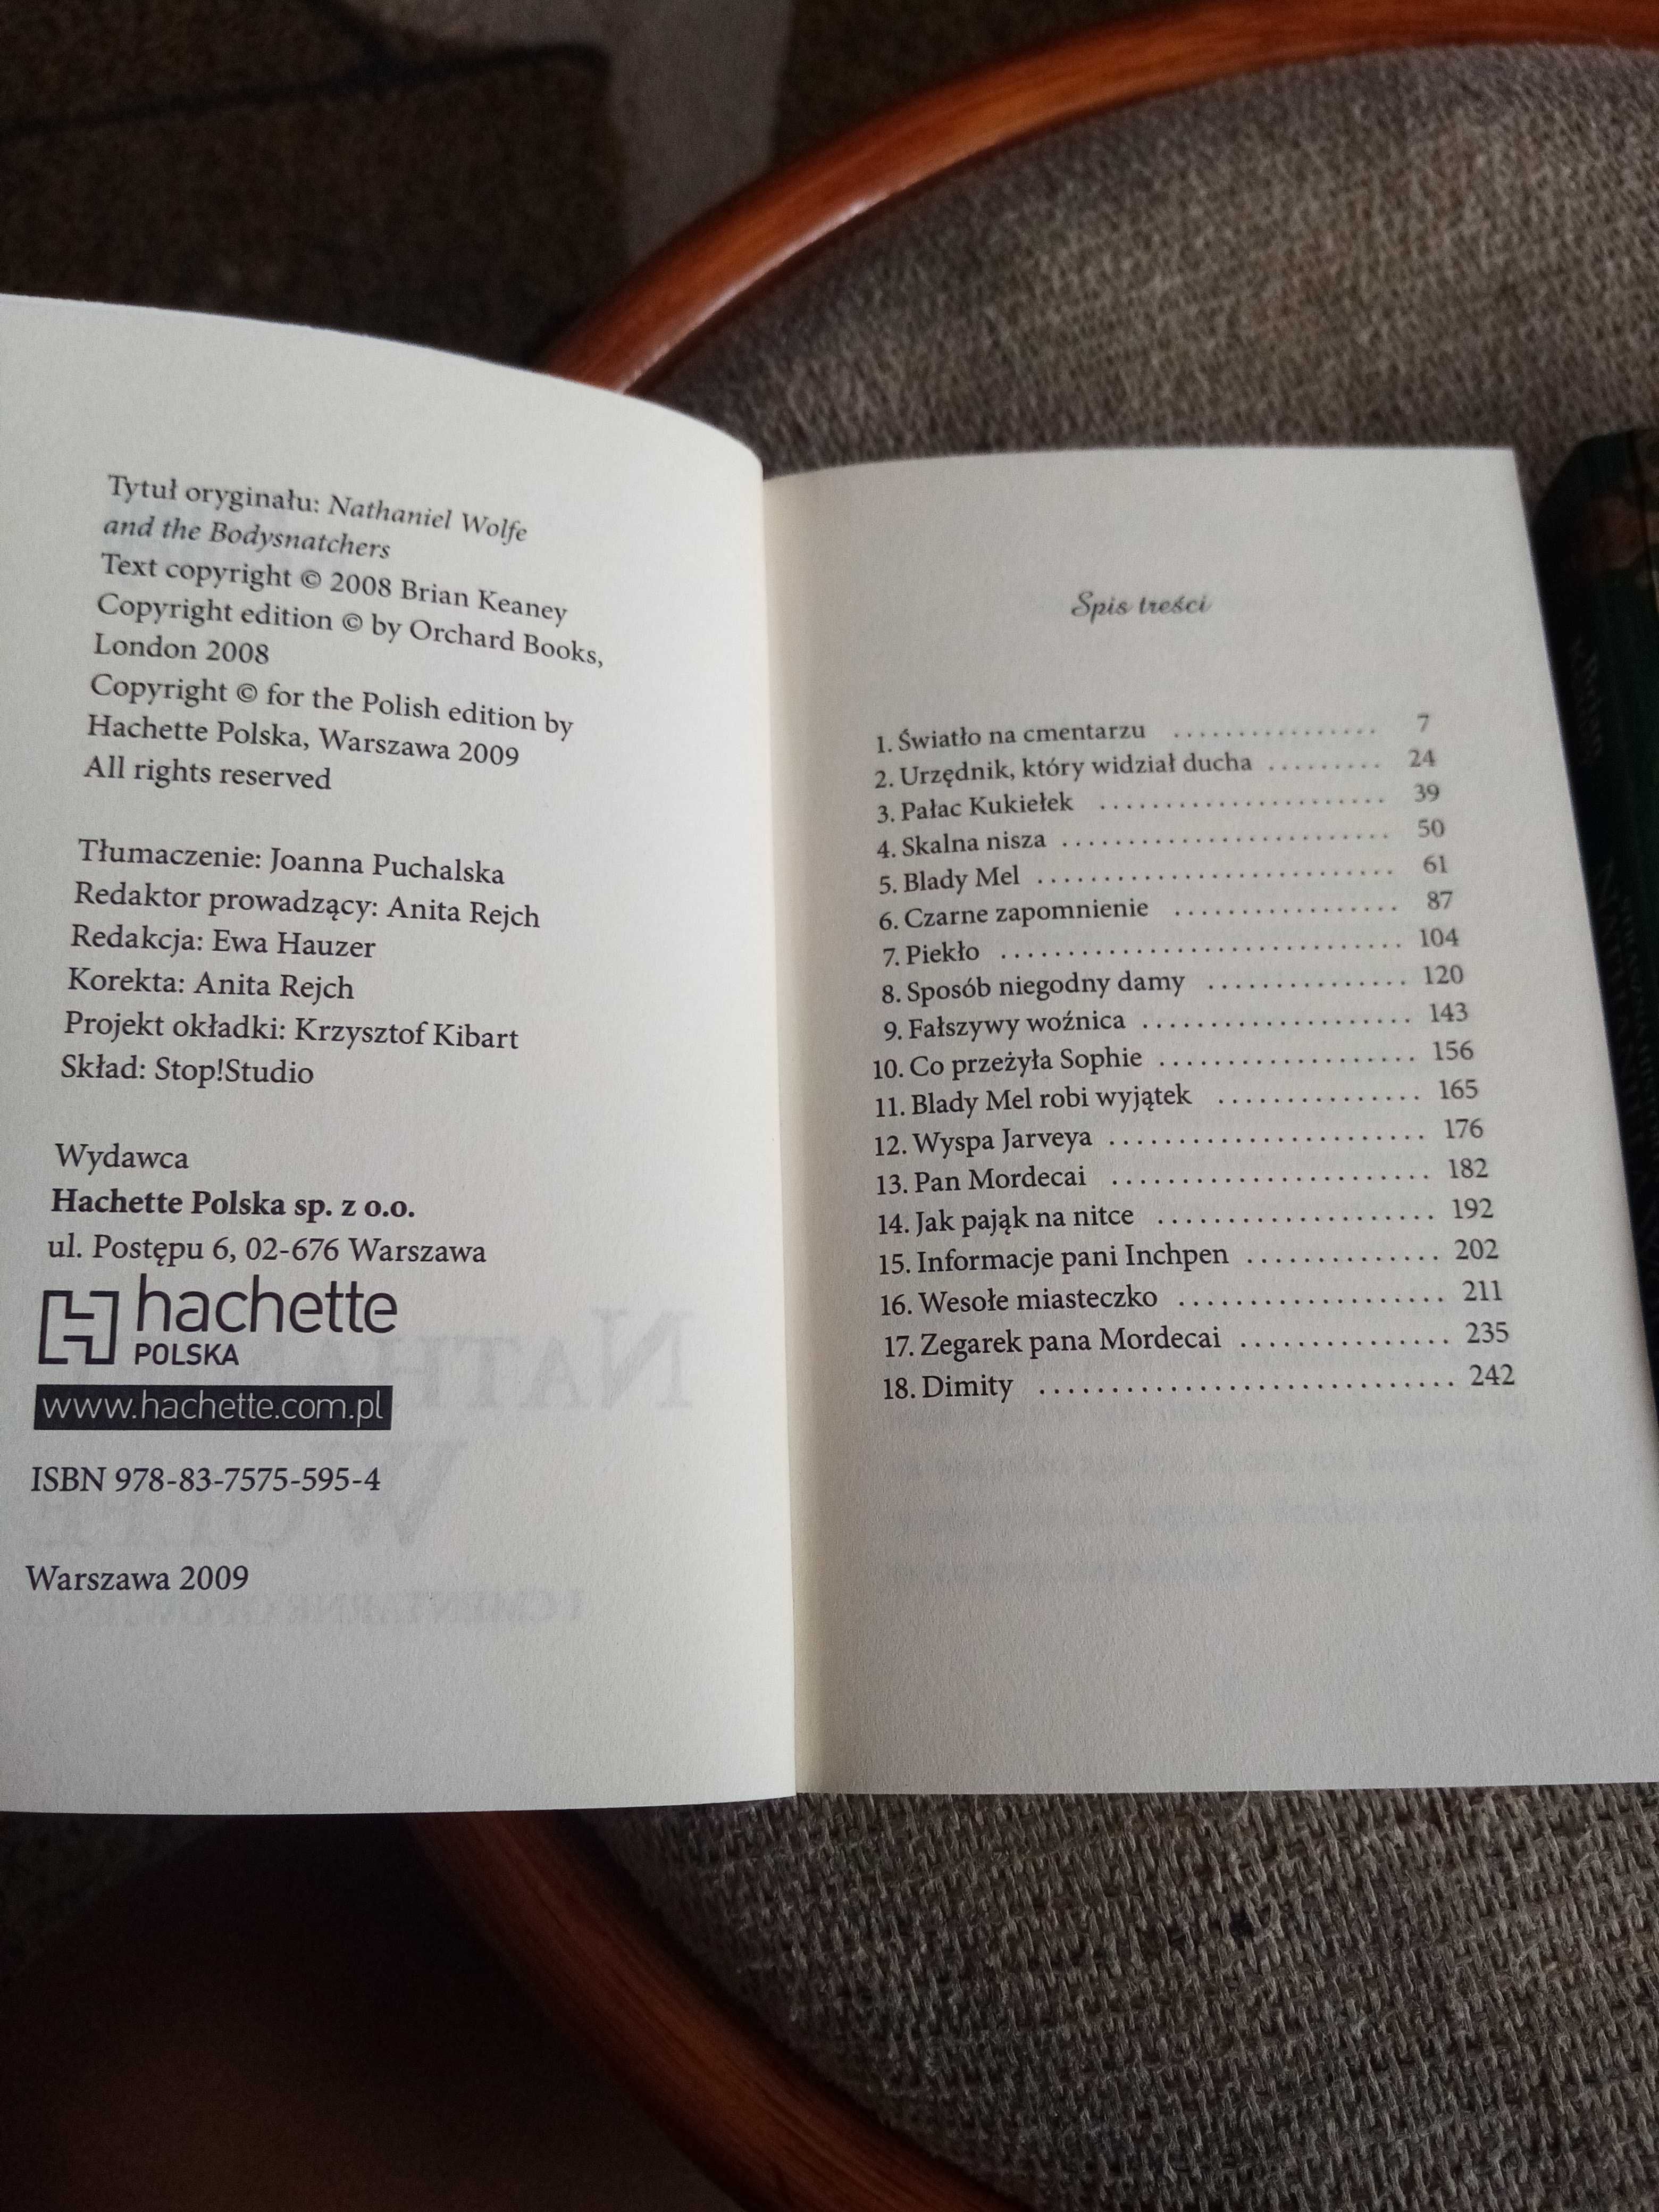 Tytuł oryginału: Nathaniel Wolfe
and the Bodysnatchers
Text copyright © 2008 Brian Keaney
Copyright edition © by Orchard Books,
London 2008
Copyright © for the Polish edition by
Hachette Polska, Warszawa 2009
All rights reserved
Tłumaczenie: Joanna Puchalska
Redaktor prowadzący: Anita Rejch
Redakcja: Ewa Hauzer
Korekta: Anita Rejch
Projekt okładki: Krzysztof Kibart
Skład: Stop!Studio
Wydawca
Hachette Polska sp. z o.o.
ul. Postępu 6, 02-676 Warszawa
hachette
POLSKA
www.hachette.com.pl
ISBN 978-83-7575-595-4
Warszawa 2009
Spis treści
1. Światło na cmentarzu ................ 7
2. Urzędnik, który widział ducha ......... 24
3. Pałac Kukiełek ...................... 39
4. Skalna nisza ......................... 50
5. Blady Mel ........................... 61
6. Czarne zapomnienie ................. 87
7. Piekło .............................. 104
8. Sposób niegodny damy ............... 120
9. Fałszywy woźnica .................... 143
10. Co przeżyła Sophie ................... 156
11. Blady Mel robi wyjątek ............... 165
12. Wyspa Jarveya ........................ 176
13. Pan Mordecai ........................ 182
14. Jak pająk na nitce ..................... 192
15. Informacje pani Inchpen .............. 202
16. Wesołe miasteczko .................... 211
17. Zegarek pana Mordecai ................ 235
18. Dimity ............................... 242